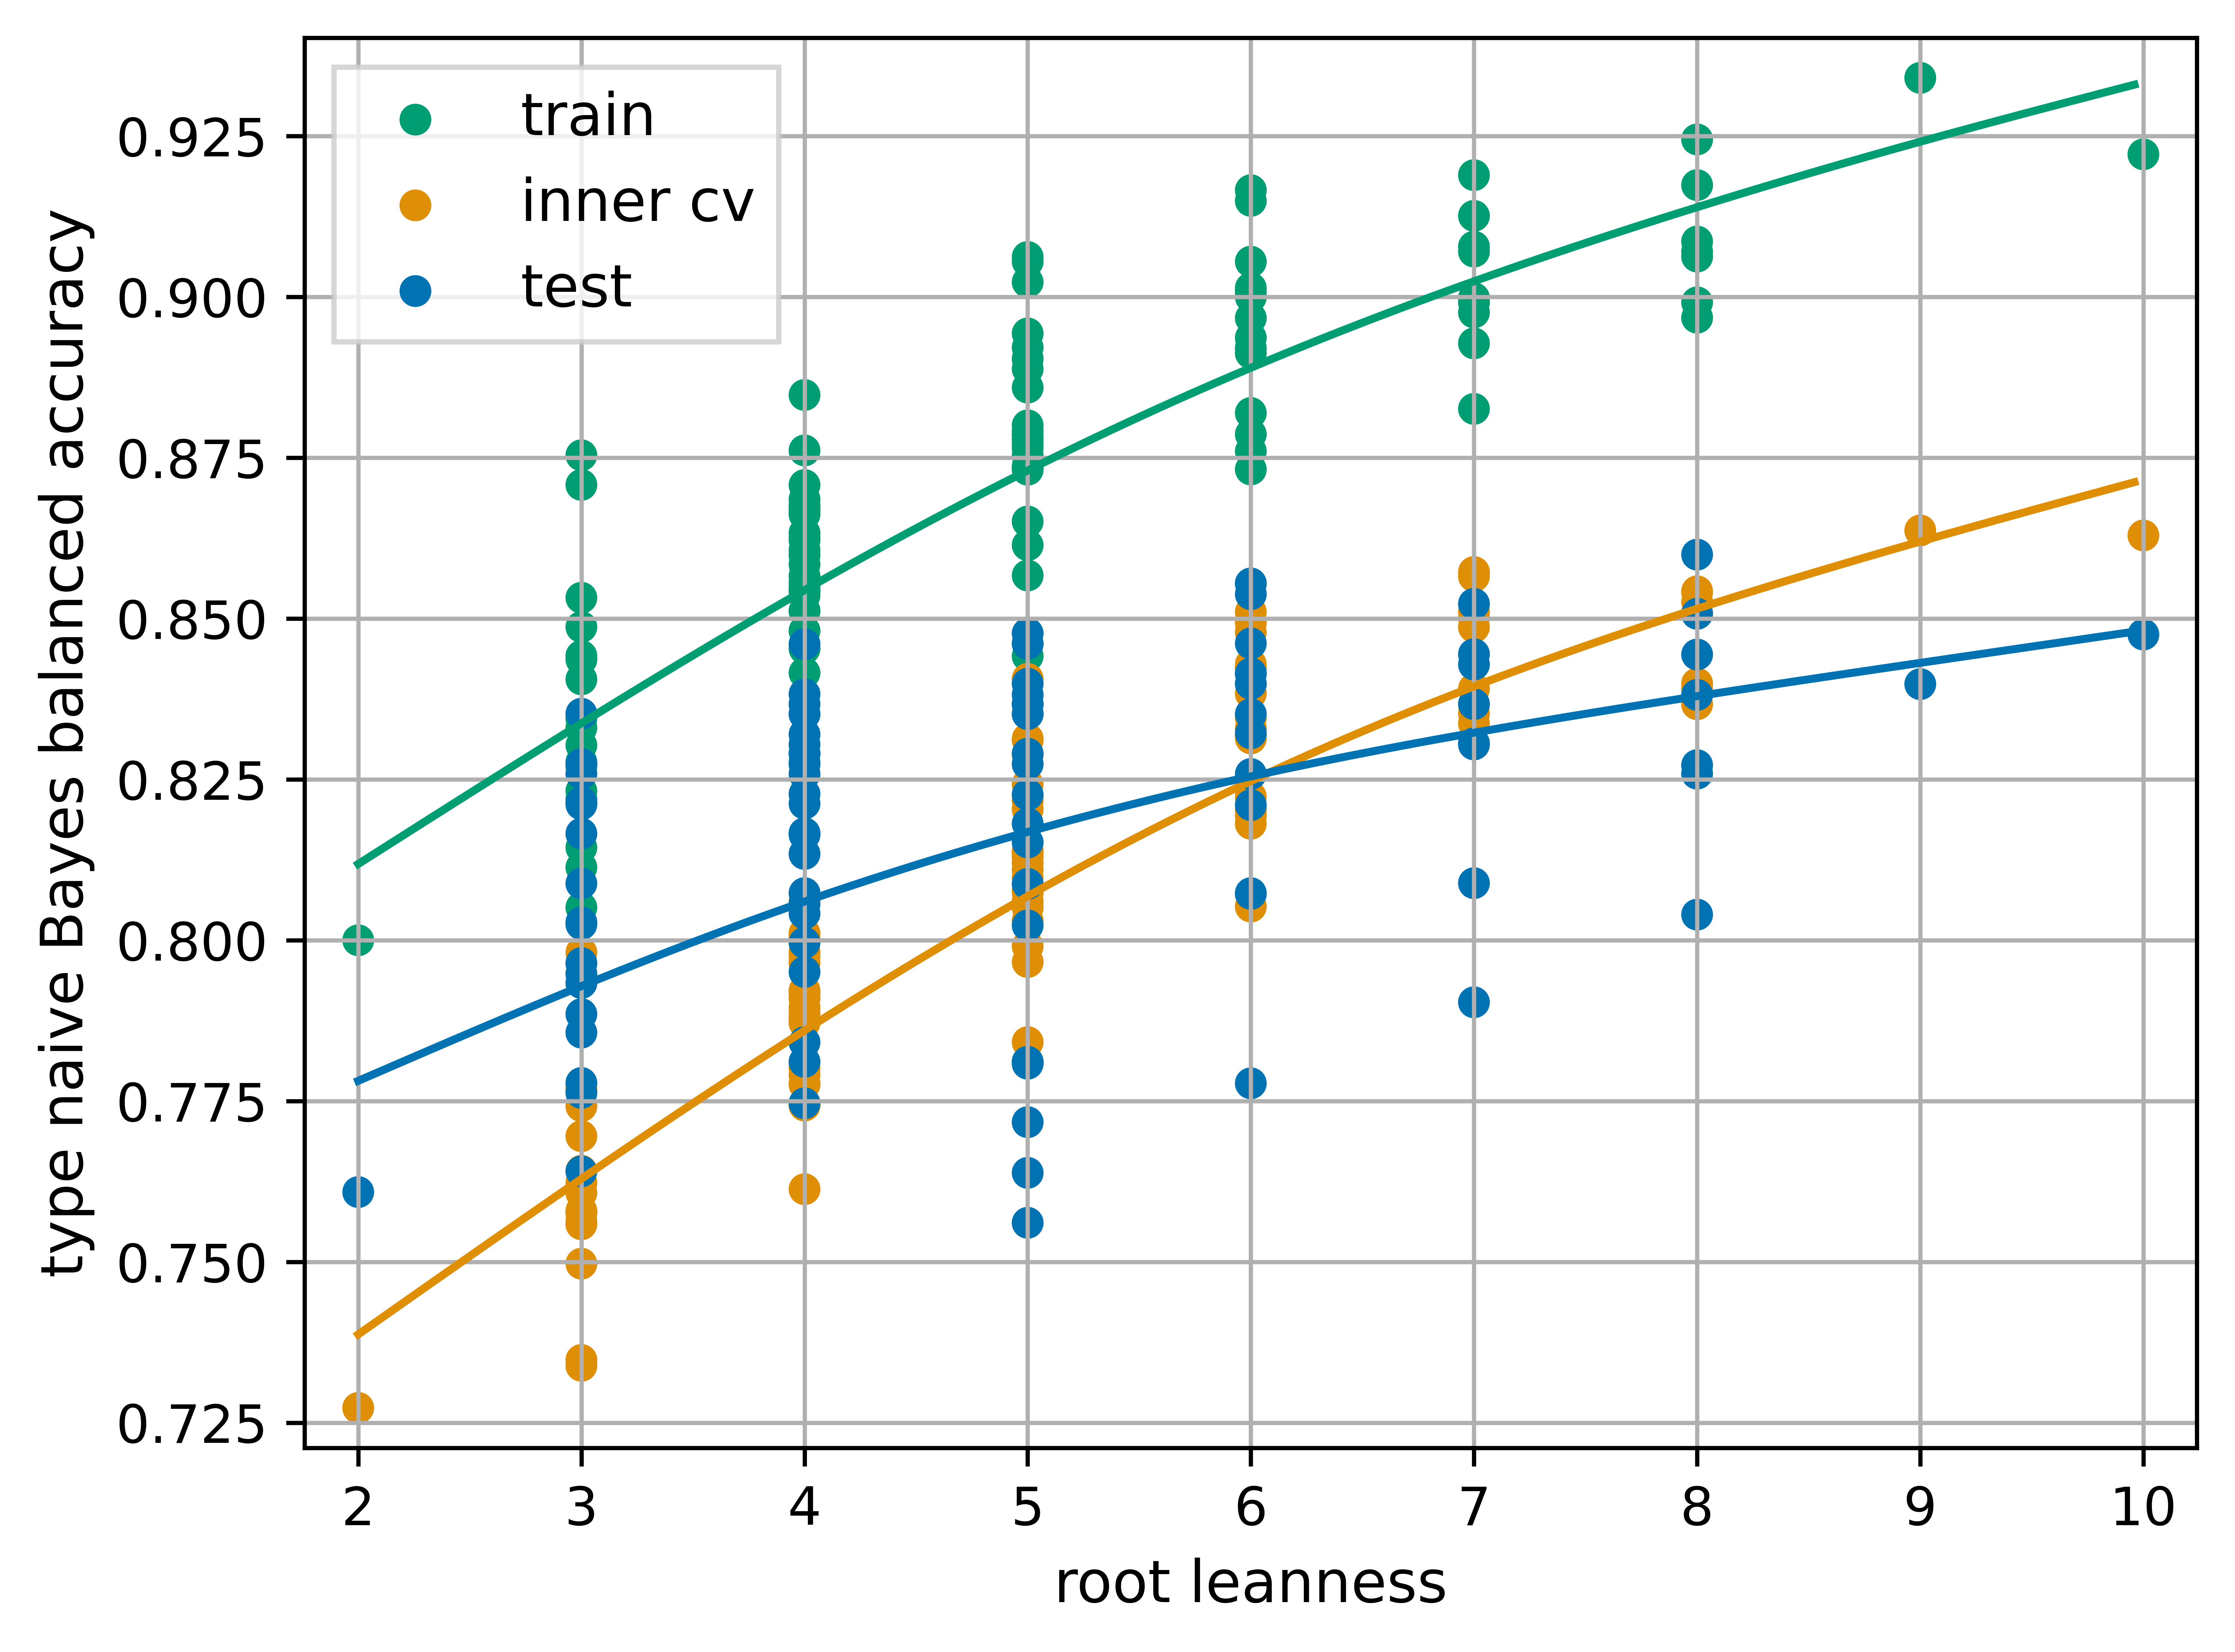 train
inner cv
test
type naive Bayes balanced accuracy
0.925
0.900
0.875
0.850
0.825
0.800
0.775
0.750
0.725
2 3 4 5 6 7 8 9 10
root leanness